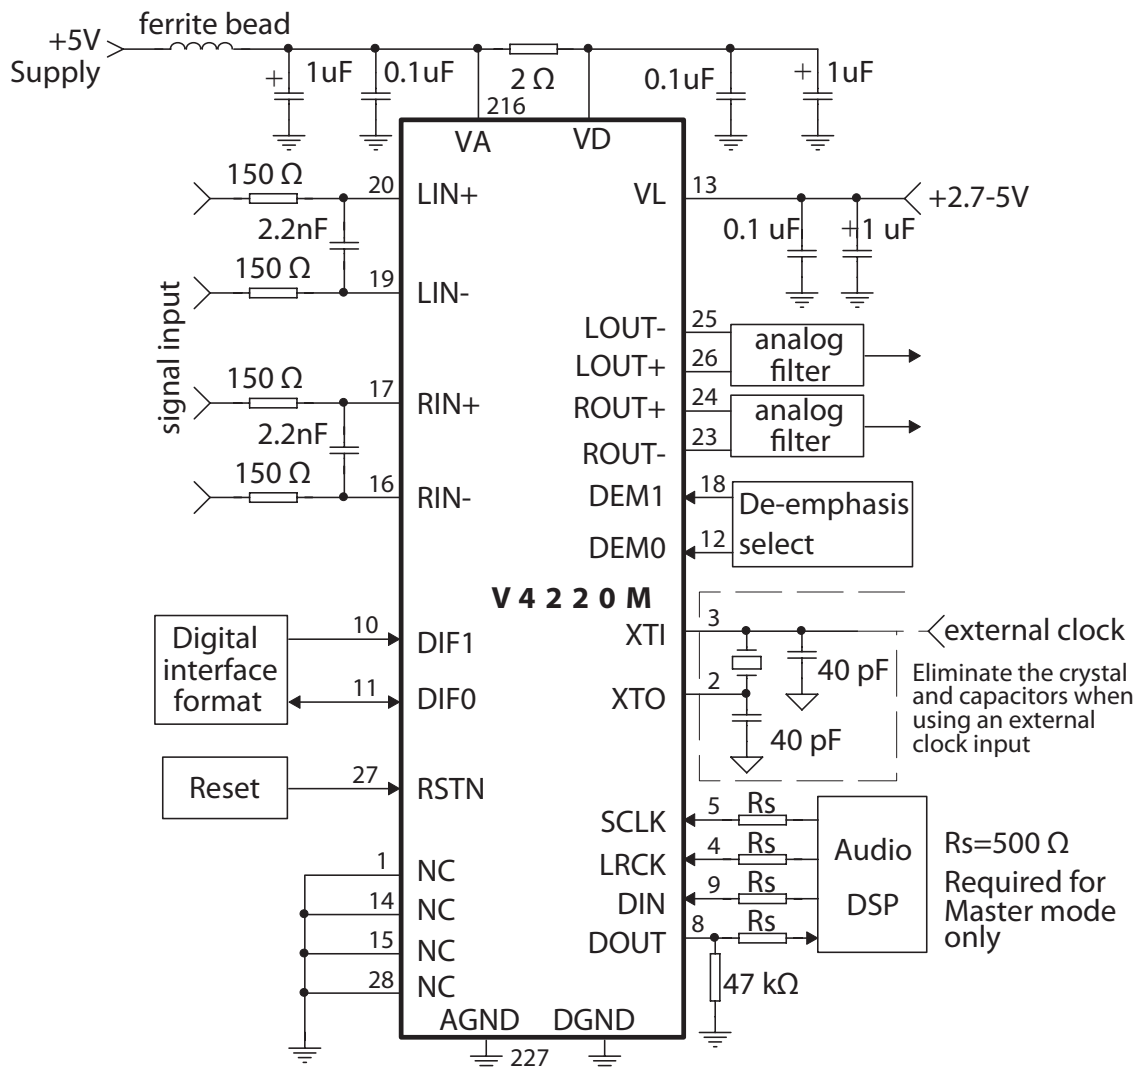 ferrite bead
+5V
Supply
+ 1uF
0.1uF
2 Ω
0.1uF
+ 1uF
216
VA
VD
150 Ω
20
LIN+
2.2nF
150 Ω
19
LIN-
signal input
150 Ω
17
RIN+
2.2nF
150 Ω
16
RIN-
VL
13
+2.7-5V
0.1 uF
+1 uF
LOUT-
25
LOUT+
26
analog
filter
ROUT+
24
ROUT-
23
analog
filter
DEM1
18
DEM0
12
De-emphasis
select
V4220M
Digital
interface
format
10
DIF1
11
DIF0
XTI
3
external clock
40 pF
XTO
2
40 pF
Eliminate the crystal
and capacitors when
using an external
clock input
Reset
27
RSTN
SCLK
5
Rs
LRCK
4
Rs
DIN
9
Rs
DOUT
8
Rs
Audio
DSP
Rs=500 Ω
Required for
Master mode
only
47 kΩ
1
NC
14
NC
15
NC
28
NC
AGND
DGND
227